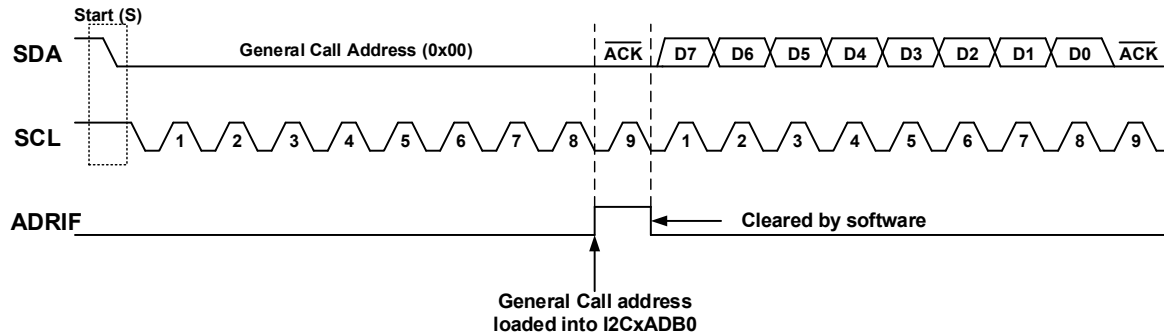 Start (S)
SDA General Call Address (0x00) ACK D7 D6 D5 D4 D3 D2 D1 D0 ACK
SCL 1 2 3 4 5 6 7 8 9 1 2 3 4 5 6 7 8 9
ADRIF Cleared by software
General Call address
loaded into I2CxADB0